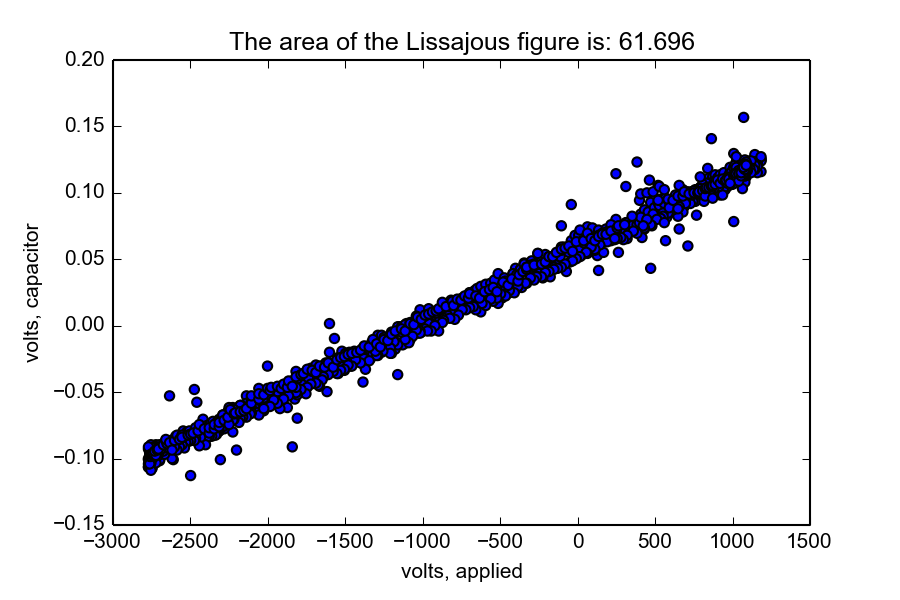 The area of the Lissajous figure is: 61.696
0.20
0.15
0.10
0.05
0.00
−0.05
−0.10
−0.15
volts, capacitor
−3000 −2500 −2000 −1500 −1000 −500 0 500 1000 1500
volts, applied